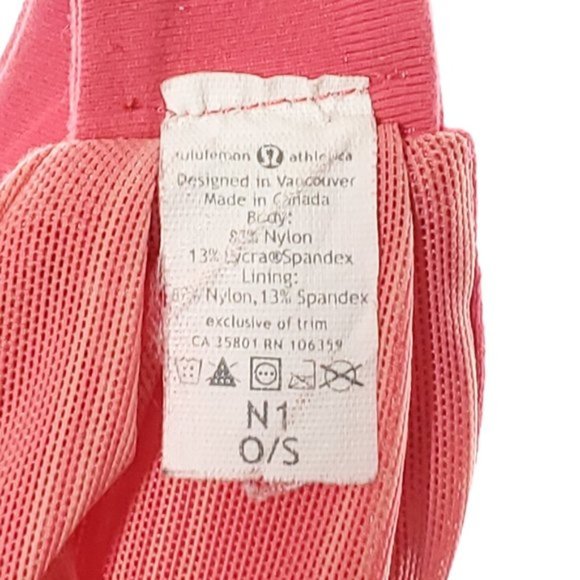 lululemon athletica
Designed in Vancouver
Made in Canada
Body:
87% Nylon
13% Lycra®Spandex
Lining:
87% Nylon, 13% Spandex
exclusive of trim
CA 35801 RN 106359
N1
O/S